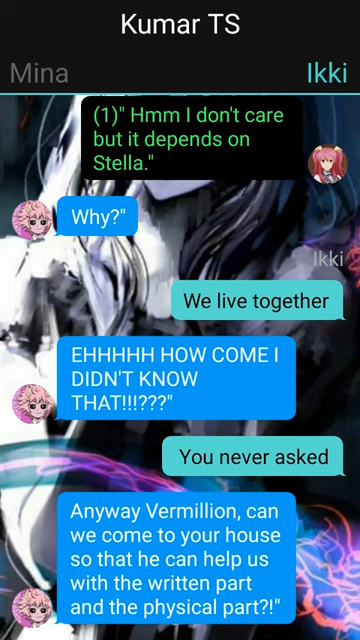 Kumar TS
Mina
Ikki
(1)" Hmm I don't care
but it depends on
Stella."
Why?"
Ikki
We live together
EHHHHH HOW COME I
DIDN'T KNOW
THAT!!!???"
You never asked
Anyway Vermillion, can
we come to your house
so that he can help us
with the written part
and the physical part?!"